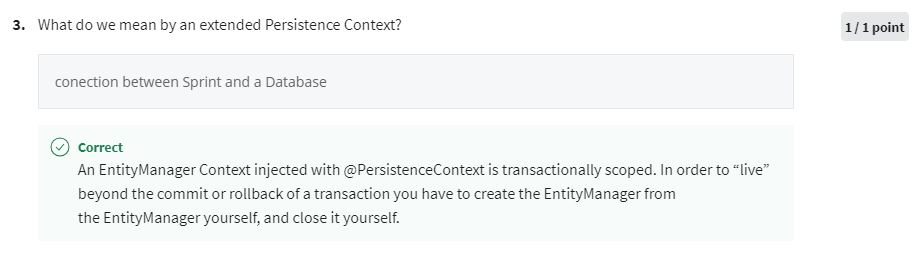 3. What do we mean by an extended Persistence Context?
1 / 1 point
conection between Sprint and a Database
Correct
An EntityManager Context injected with @PersistenceContext is transactionally scoped. In order to “live”
beyond the commit or rollback of a transaction you have to create the EntityManager from
the EntityManager yourself, and close it yourself.